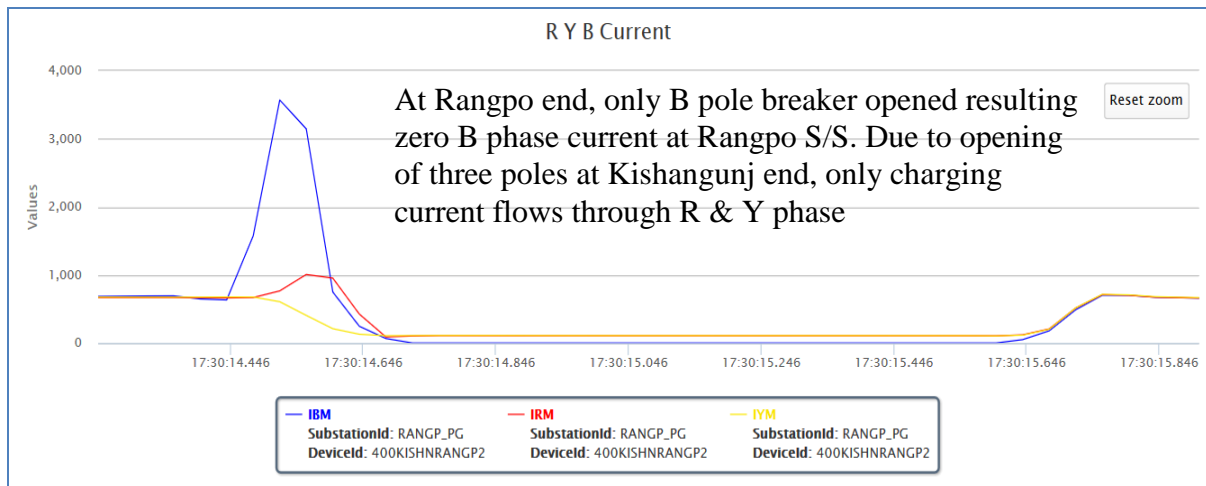 R Y B Current
4,000
3,000
2,000
1,000
0
Values
At Rangpo end, only B pole breaker opened resulting
zero B phase current at Rangpo S/S. Due to opening
of three poles at Kishangunj end, only charging
current flows through R & Y phase
Reset zoom
17:30:14.446 17:30:14.646 17:30:14.846 17:30:15.046 17:30:15.246 17:30:15.446 17:30:15.646 17:30:15.846
IBM IRM IYM
SubstationId: RANGP_PG SubstationId: RANGP_PG SubstationId: RANGP_PG
DeviceId: 400KISHNRANGP2 DeviceId: 400KISHNRANGP2 DeviceId: 400KISHNRANGP2